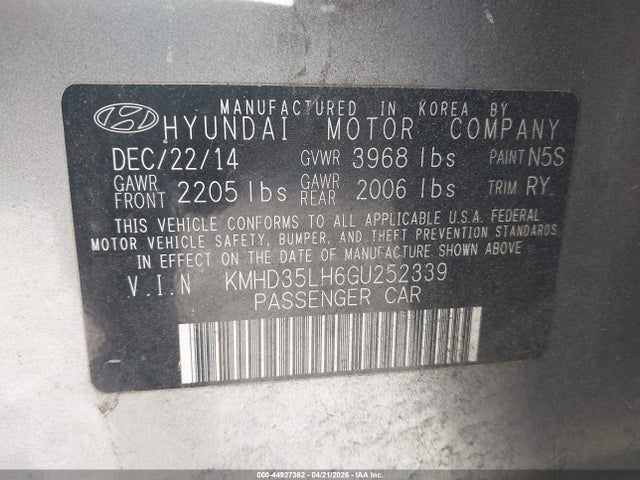 MANUFACTURED IN KOREA BY
HYUNDAI MOTOR COMPANY
DEC/22/14 GVWR 3968 lbs PAINT N5S
GAWR FRONT 2205 lbs GAWR REAR 2006 lbs TRIM RY
THIS VEHICLE CONFORMS TO ALL APPLICABLE U.S.A. FEDERAL
MOTOR VEHICLE SAFETY, BUMPER, AND THEFT PREVENTION STANDARDS
IN EFFECT ON THE DATE OF MANUFACTURE SHOWN ABOVE
V.I.N KMHD35LH6GU252339
PASSENGER CAR
000-44927362 - 04/21/2026 - IAAI, Inc. Copyright